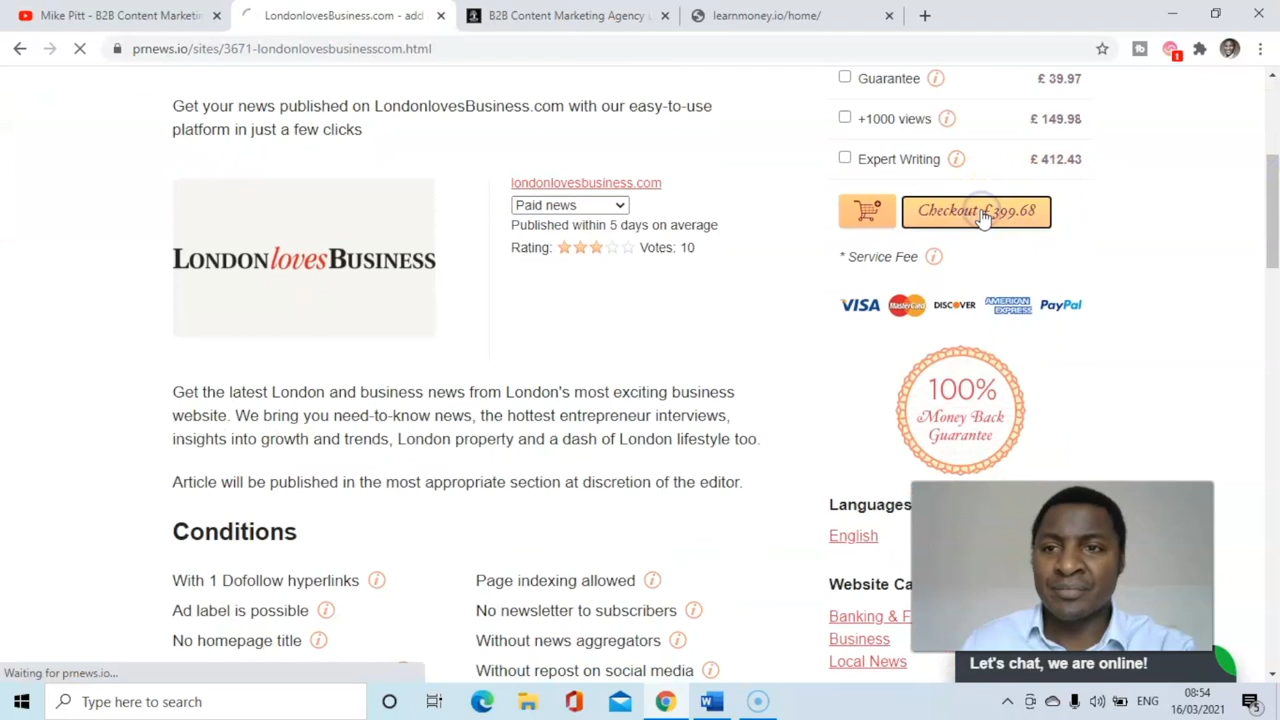 Mike Pitt - B2B Content Marketin
LondonlovesBusiness.com - add
B2B Content Marketing Agency
learnmoney.io/home/
prnews.io/sites/3671-londonlovesbusinesscom.html
1
Get your news published on LondonlovesBusiness.com with our easy-to-use
platform in just a few clicks
LONDONlovesBUSINESS
londonlovesbusiness.com
Paid news
Published within 5 days on average
Rating: Votes: 10
Get the latest London and business news from London's most exciting business
website. We bring you need-to-know news, the hottest entrepreneur interviews,
insights into growth and trends, London property and a dash of London lifestyle too.
Article will be published in the most appropriate section at discretion of the editor.
Conditions
With 1 Dofollow hyperlinks
Page indexing allowed
Ad label is possible
No newsletter to subscribers
No homepage title
Without news aggregators
Without repost on social media
Guarantee £ 39.97
+1000 views £ 149.98
Expert Writing £ 412.43
Checkout £399.68
* Service Fee
VISA MasterCard DISCOVER AMERICAN EXPRESS PayPal
100%
Money Back
Guarantee
Languages
English
Website Ca
Banking & F
Business
Local News
Let's chat, we are online!
Waiting for prnews.io...
Type here to search
ENG
08:54
16/03/2021
5